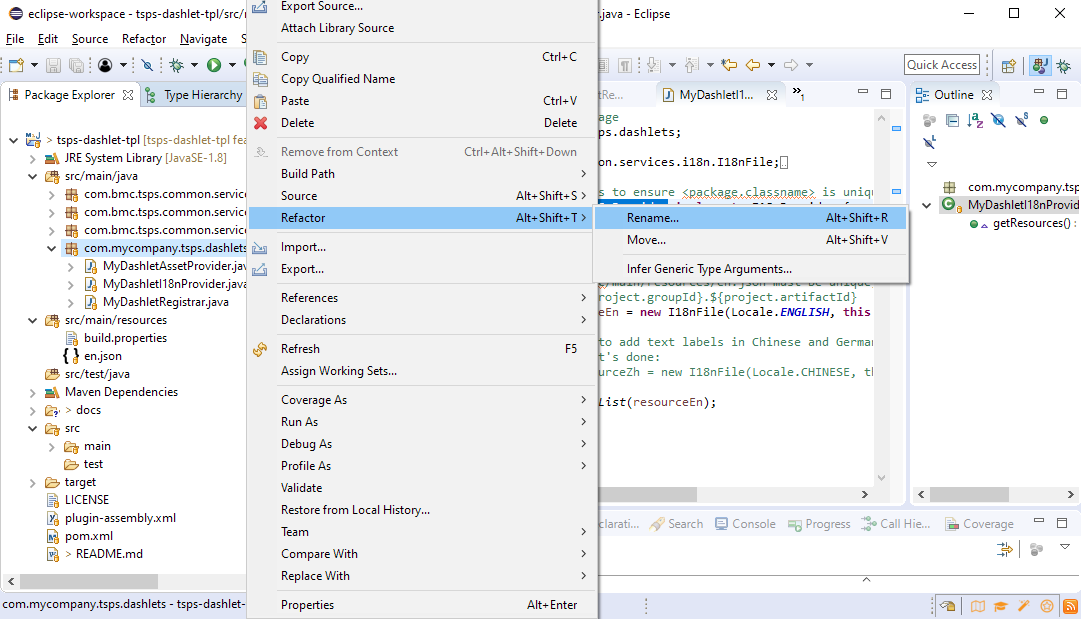 eclipse-workspace - tsps-dashlet-tpl/src/
.java - Eclipse
File Edit Source Refactor Navigate
Quick Access
Package Explorer
Type Hierarchy
> tsps-dashlet-tpl [tsps-dashlet-tpl fea
JRE System Library [JavaSE-1.8]
src/main/java
com.bmc.tsps.common.service
com.bmc.tsps.common.service
com.bmc.tsps.common.service
com.mycompany.tsps.dashlets
MyDashletAssetProvider.jav
MyDashletI18nProvider.java
MyDashletRegistrar.java
src/main/resources
build.properties
en.json
src/test/java
Maven Dependencies
> docs
src
main
test
target
LICENSE
plugin-assembly.xml
pom.xml
> README.md
com.mycompany.tsps.dashlets - tsps-dashlet-
Export Source...
Attach Library Source
Copy Ctrl+C
Copy Qualified Name
Paste Ctrl+V
Delete Delete
Remove from Context Ctrl+Alt+Shift+Down
Build Path
Source Alt+Shift+S
Refactor Alt+Shift+T
Import...
Export...
References
Declarations
Refresh F5
Assign Working Sets...
Coverage As
Run As
Debug As
Profile As
Validate
Restore from Local History...
Team
Compare With
Replace With
Properties Alt+Enter
Rename... Alt+Shift+R
Move... Alt+Shift+V
Infer Generic Type Arguments...
tRe...
MyDashletI1...
»1
kage
ps.dashlets;
on.services.i18n.I18nFile;
s to ensure <package.classname> is uniqu
roject.groupId}.${project.artifactId}
eEn = new I18nFile(Locale.ENGLISH, this
to add text labels in Chinese and German
t's done:
urceZh = new I18nFile(Locale.CHINESE, th
List(resourceEn);
Outline
com.mycompany.tsp
MyDashletI18nProvid
getResources() :
clarati...
Search
Console
Progress
Call Hie...
Coverage